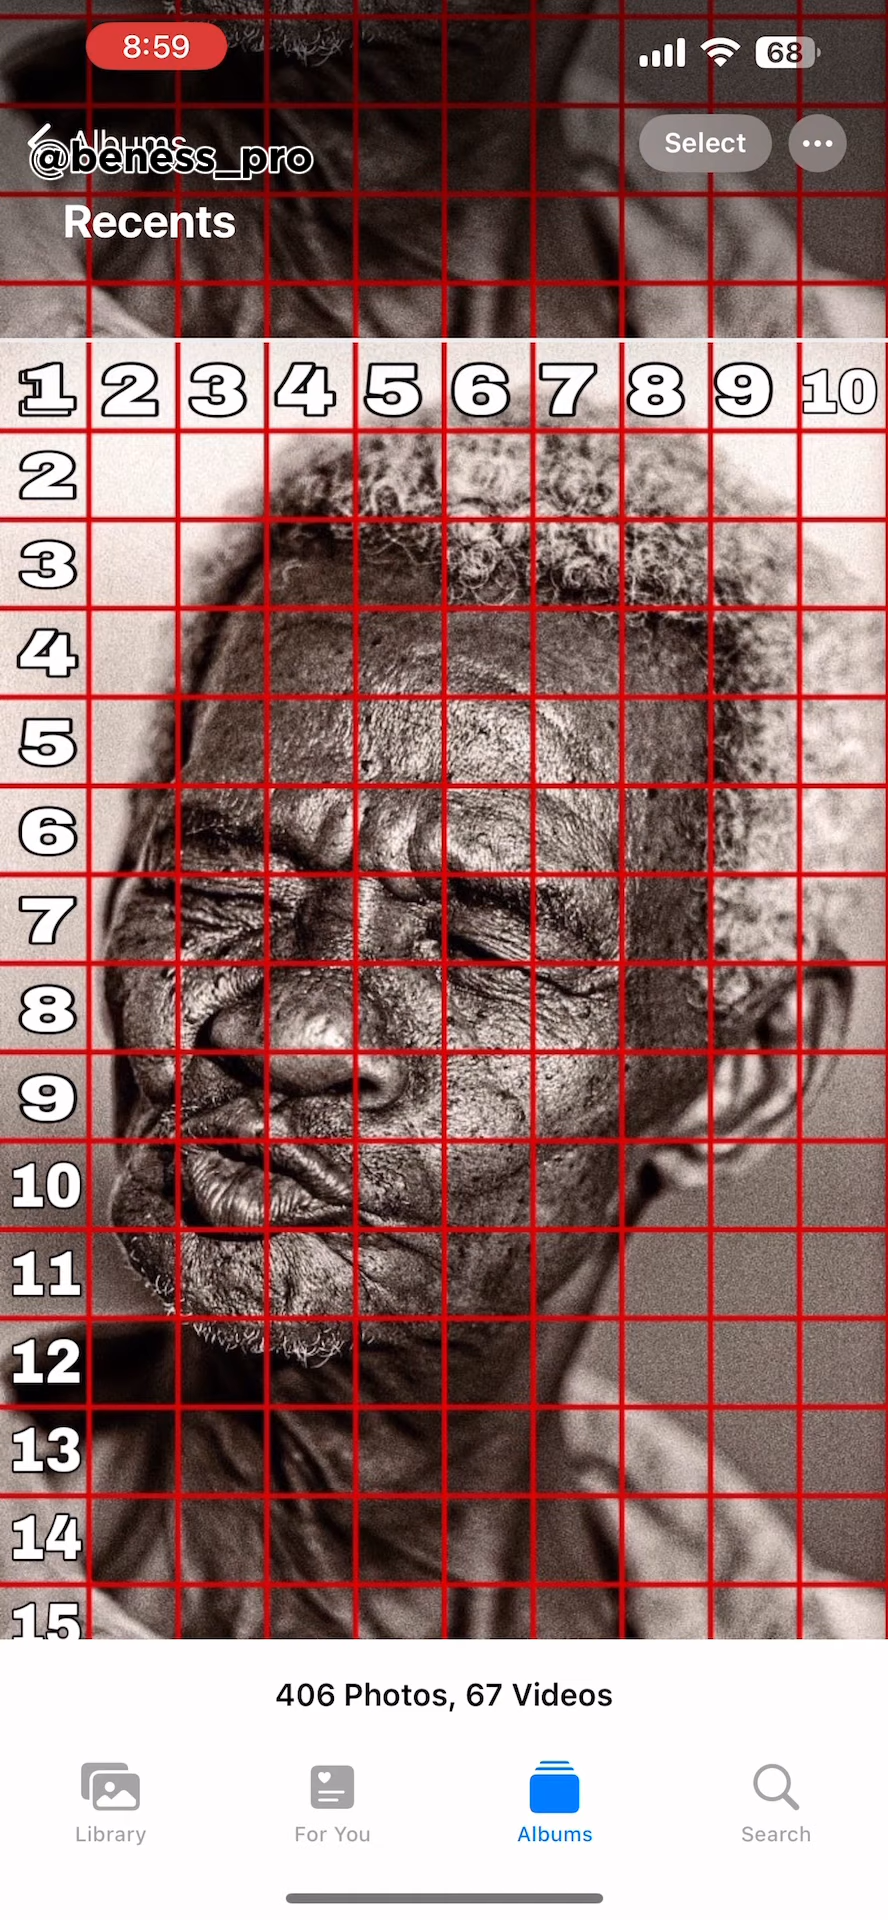 8:59
68
Albums
Select
@beness_pro
Recents
1 2 3 4 5 6 7 8 9 10
2
3
4
5
6
7
8
9
10
11
12
13
14
15
406 Photos, 67 Videos
Library
For You
Albums
Search